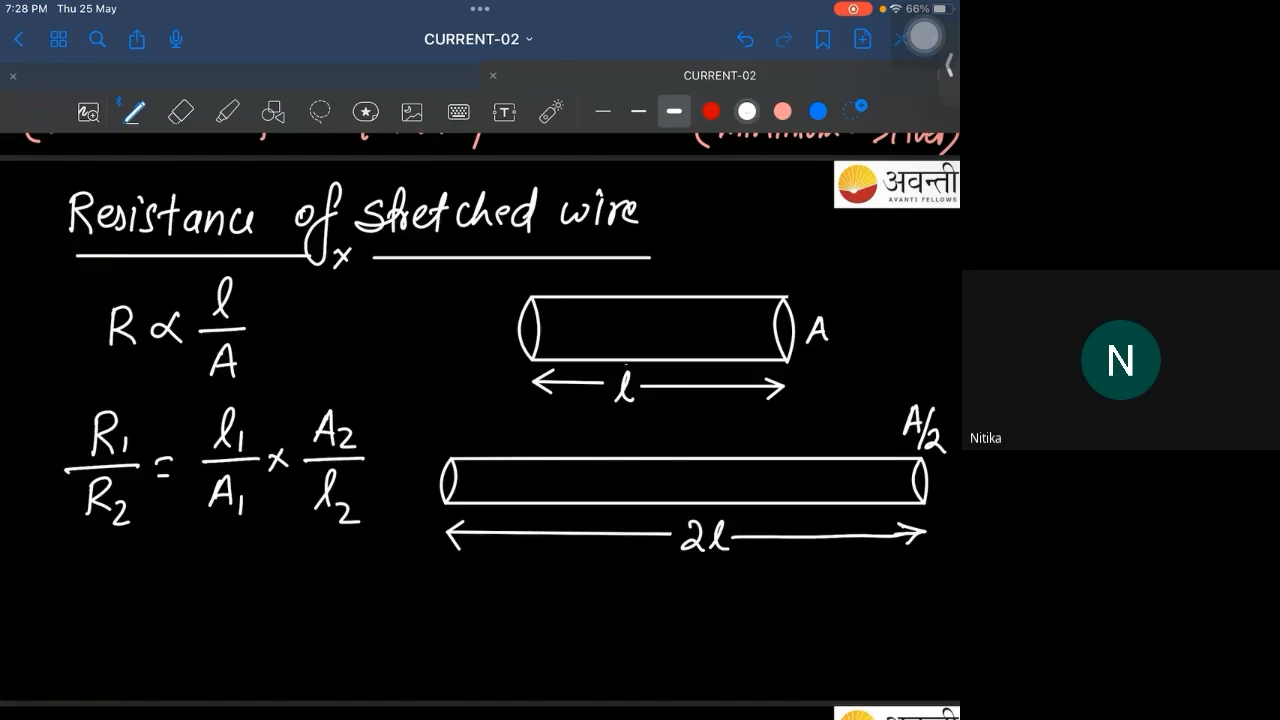 7:28 PM Thu 25 May
66%
CURRENT-02
CURRENT-02
T
अवन्ती
AVANTI FELLOWS
Resistance of stretched wire
x
R ∝ l/A
A
l
R1/R2 = l1/A1 x A2/l2
A/2
2l
N
Nitika